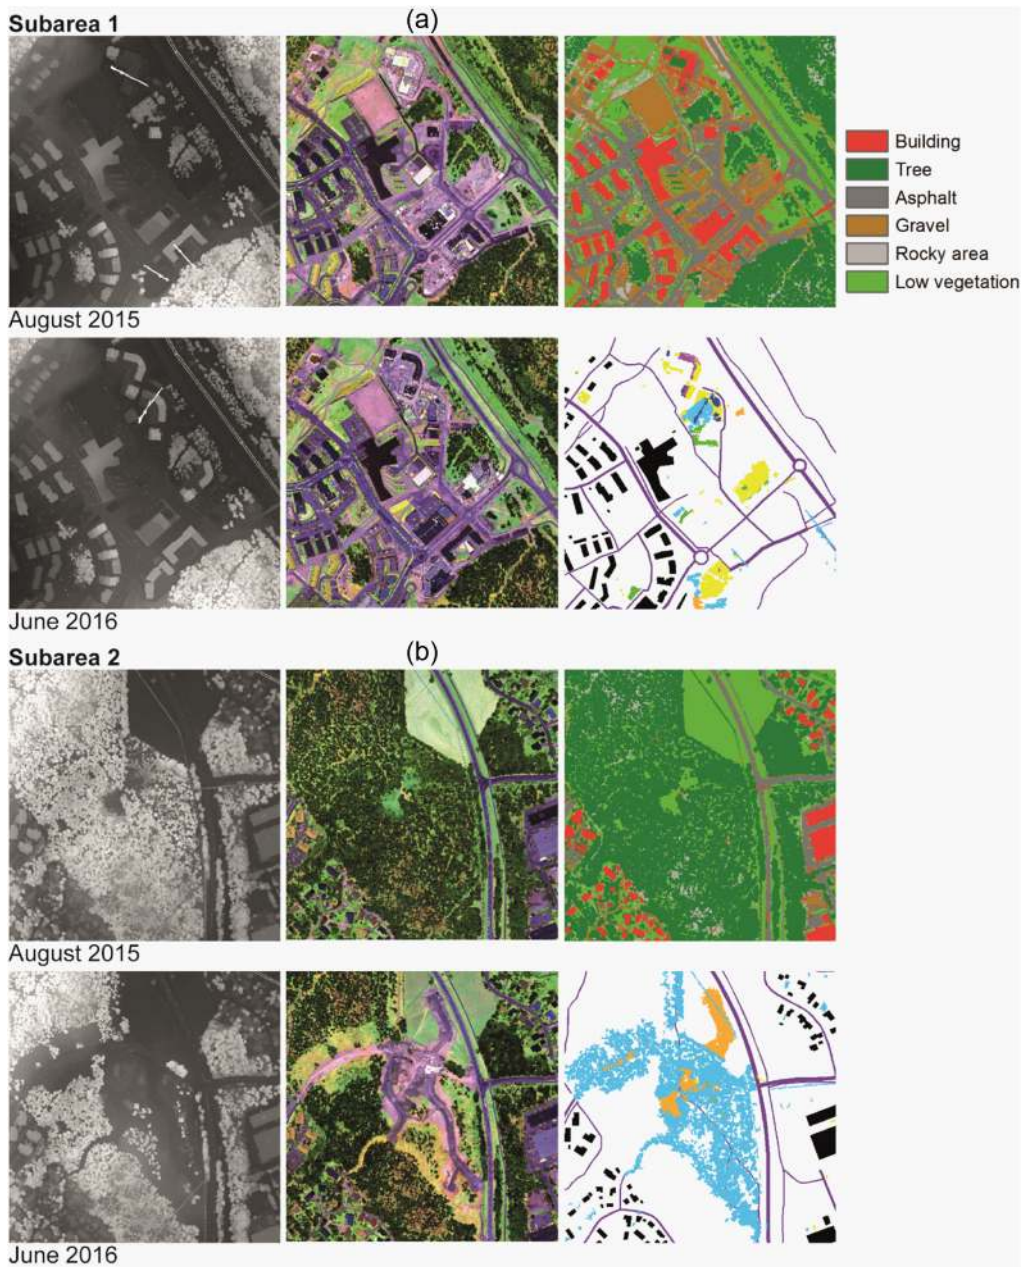 (a)
Subarea 1
Building
Tree
Asphalt
Gravel
Rocky area
Low vegetation
August 2015
June 2016
(b)
Subarea 2
August 2015
June 2016